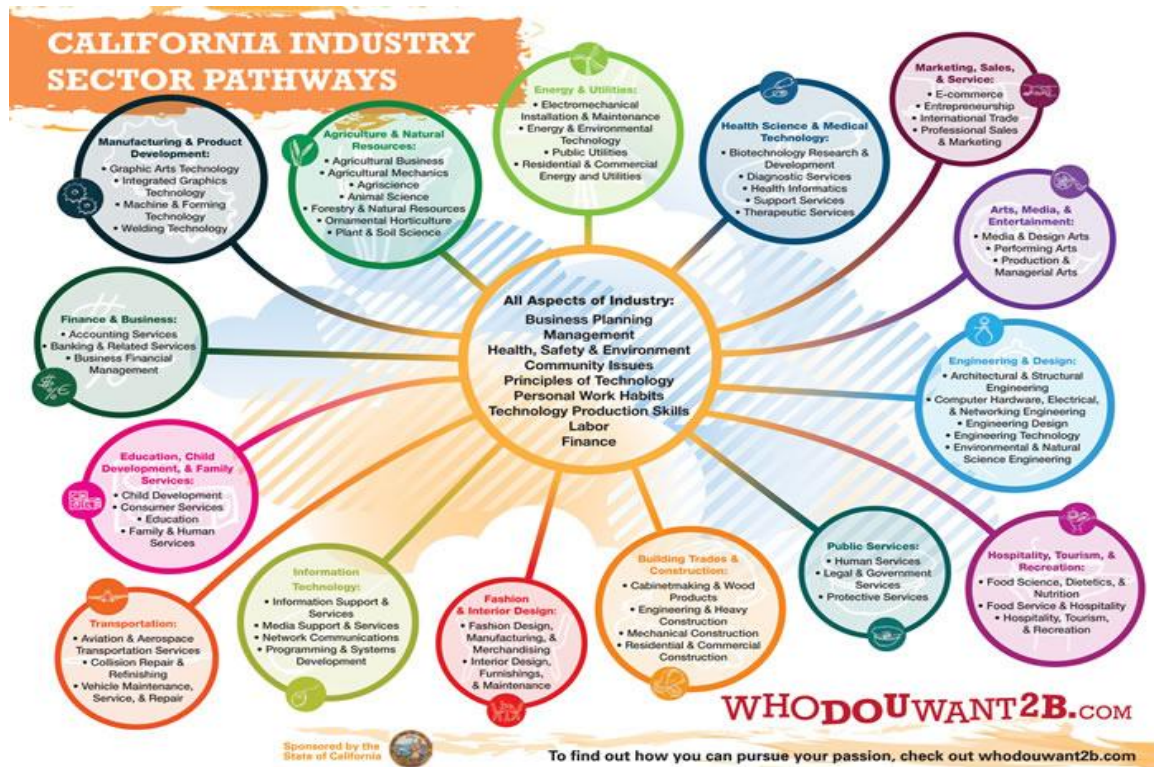 CALIFORNIA INDUSTRY
SECTOR PATHWAYS
Manufacturing & Product
Development:
• Graphic Arts Technology
• Integrated Graphics
Technology
• Machine & Forming
Technology
• Welding Technology
Agriculture & Natural
Resources:
• Agricultural Business
• Agricultural Mechanics
• Agriscience
• Animal Science
• Forestry & Natural Resources
• Ornamental Horticulture
• Plant & Soil Science
Energy & Utilities:
• Electromechanical
Installation & Maintenance
• Energy & Environmental
Technology
• Public Utilities
• Residential & Commercial
Energy and Utilities
Health Science & Medical
Technology:
• Biotechnology Research &
Development
• Diagnostic Services
• Health Informatics
• Support Services
• Therapeutic Services
Marketing, Sales,
& Service:
• E-commerce
• Entrepreneurship
• International Trade
• Professional Sales
& Marketing
Arts, Media, &
Entertainment:
• Media & Design Arts
• Performing Arts
• Production &
Managerial Arts
Finance & Business:
• Accounting Services
• Banking & Related Services
• Business Financial
Management
$%€
All Aspects of Industry:
Business Planning
Management
Health, Safety & Environment
Community Issues
Principles of Technology
Personal Work Habits
Technology Production Skills
Labor
Finance
Engineering & Design:
• Architectural & Structural
Engineering
• Computer Hardware, Electrical,
& Networking Engineering
• Engineering Design
• Engineering Technology
• Environmental & Natural
Science Engineering
Education, Child
Development, & Family
Services:
• Child Development
• Consumer Services
• Education
• Family & Human
Services
Transportation:
• Aviation & Aerospace
Transportation Services
• Collision Repair &
Refinishing
• Vehicle Maintenance,
Service, & Repair
Information
Technology:
• Information Support &
Services
• Media Support & Services
• Network Communications
• Programming & Systems
Development
Fashion
& Interior Design:
• Fashion Design,
Manufacturing, &
Merchandising
• Interior Design,
Furnishings,
& Maintenance
Building Trades &
Construction:
• Cabinetmaking & Wood
Products
• Engineering & Heavy
Construction
• Mechanical Construction
• Residential & Commercial
Construction
Public Services:
• Human Services
• Legal & Government
Services
• Protective Services
Hospitality, Tourism, &
Recreation:
• Food Science, Dietetics, &
Nutrition
• Food Service & Hospitality
• Hospitality, Tourism,
& Recreation
WHODOUWANT2B.COM
Sponsored by the
State of California
To find out how you can pursue your passion, check out whodouwant2b.com